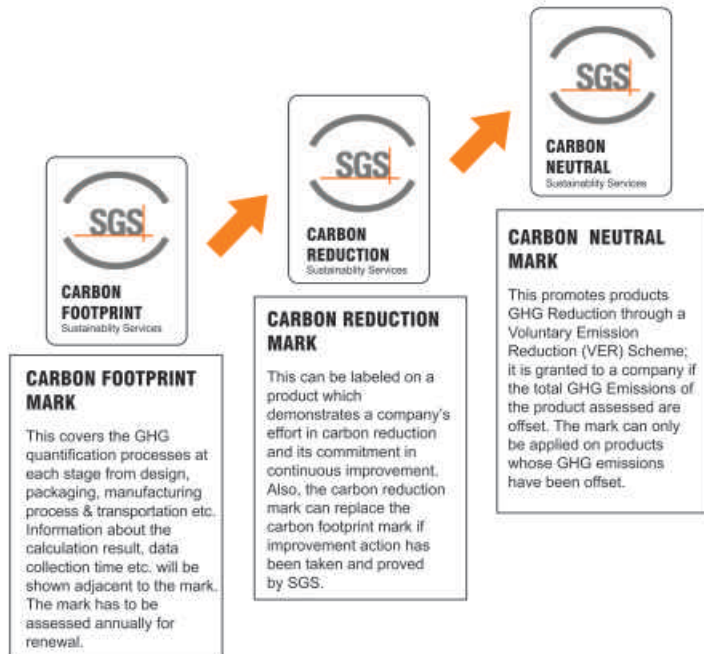 SGS
CARBON
FOOTPRINT
Sustainablity Services
CARBON FOOTPRINT
MARK
This covers the GHG
quantification processes at
each stage from design,
packaging, manufacturing
process & transportation etc.
Information about the
calculation result, data
collection time etc. will be
shown adjacent to the mark.
The mark has to be
assessed annually for
renewal.
SGS
CARBON
REDUCTION
Sustainablity Services
CARBON REDUCTION
MARK
This can be labeled on a
product which
demonstrates a company's
effort in carbon reduction
and its commitment in
continuous improvement.
Also, the carbon reduction
mark can replace the
carbon footprint mark if
improvement action has
been taken and proved
by SGS.
SGS
CARBON
NEUTRAL
Sustainablity Services
CARBON NEUTRAL
MARK
This promotes products
GHG Reduction through a
Voluntary Emission
Reduction (VER) Scheme;
it is granted to a company if
the total GHG Emissions of
the product assessed are
offset. The mark can only
be applied on products
whose GHG emissions
have been offset.